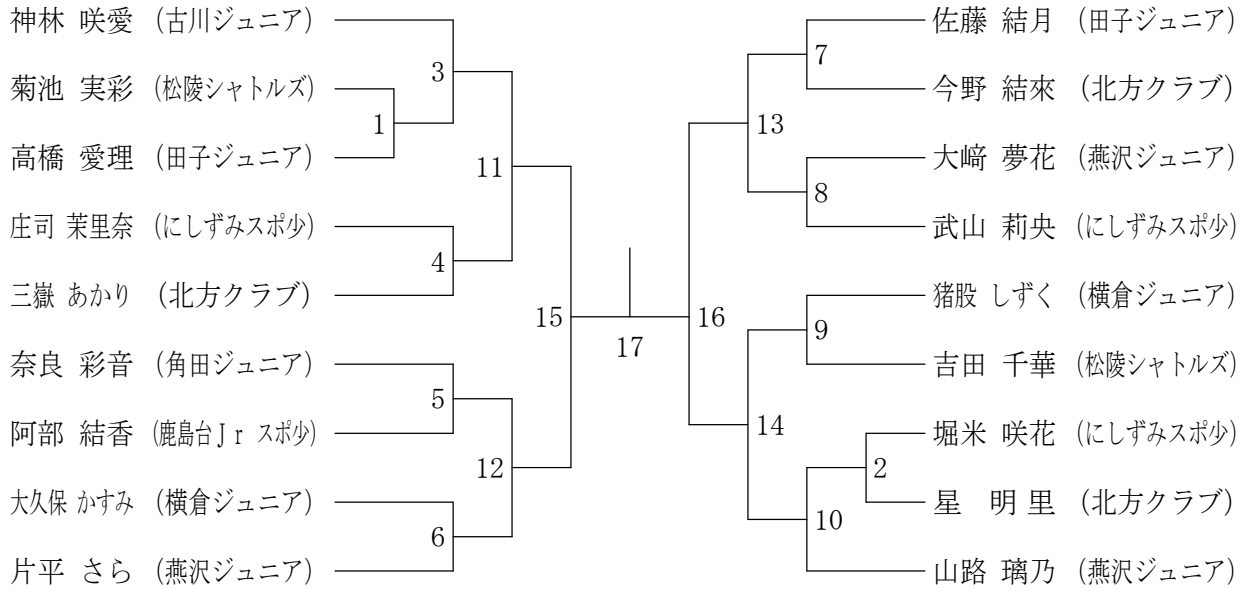 神林 咲愛 (古川ジュニア)
菊池 実彩 (松陵シャトルズ)
高橋 愛理 (田子ジュニア)
庄司 茉里奈 (にしずみスポ少)
三嶽 あかり (北方クラブ)
奈良 彩音 (角田ジュニア)
阿部 結香 (鹿島台Jr スポ少)
大久保 かすみ (横倉ジュニア)
片平 さら (燕沢ジュニア)
1
3
4
5
6
11
12
15
17
16
13
14
7
8
9
2
10
佐藤 結月 (田子ジュニア)
今野 結來 (北方クラブ)
大﨑 夢花 (燕沢ジュニア)
武山 莉央 (にしずみスポ少)
猪股 しずく (横倉ジュニア)
吉田 千華 (松陵シャトルズ)
堀米 咲花 (にしずみスポ少)
星 明里 (北方クラブ)
山路 璃乃 (燕沢ジュニア)